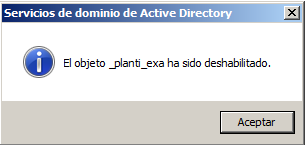 Servicios de dominio de Active Directory
El objeto _planti_exa ha sido deshabilitado.
Aceptar